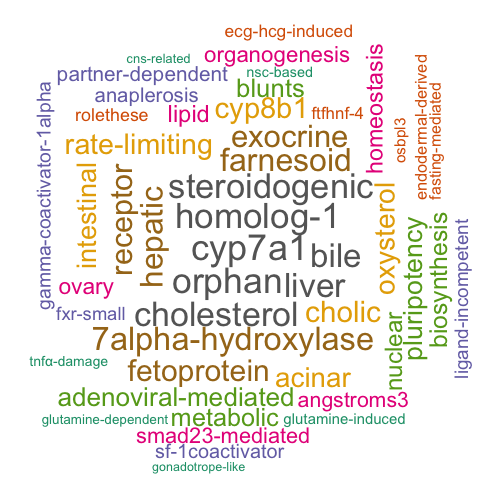 ecg-hcg-induced
cns-related
organogenesis
partner-dependent
nsc-based
anaplerosis
blunts
rolethese
lipid
cyp8b1
ftfhnf-4
homeostasis
osbpl3
endodermal-derived
fasting-mediated
gamma-coactivator-1alpha
rate-limiting
exocrine
farnesoid
intestinal
receptor
hepatic
steroidogenic
homolog-1
cyp7a1
bile
oxysterol
orphan
liver
ovary
fxr-small
cholesterol
cholic
nuclear
pluripotency
biosynthesis
ligand-incompetent
7alpha-hydroxylase
tnfα-damage
fetoprotein
acinar
adenoviral-mediated
angstroms3
glutamine-dependent
metabolic
glutamine-induced
smad23-mediated
sf-1coactivator
gonadotrope-like